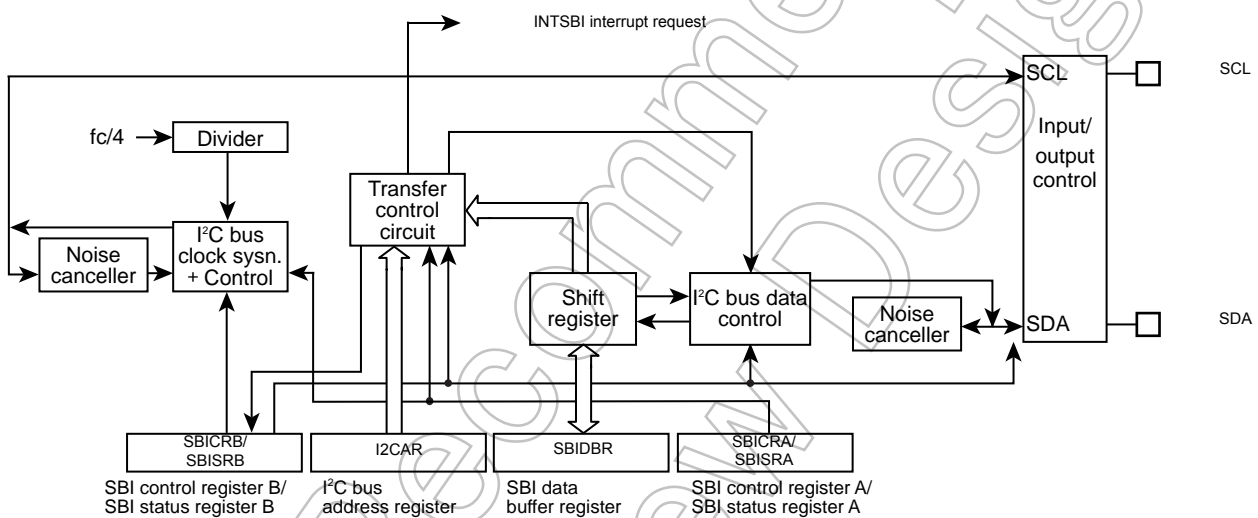 INTSBI interrupt request
SCL
SCL
fc/4
Divider
Input/
output
control
Transfer
control
circuit
I²C bus
clock sysn.
+ Control
Noise
canceller
Shift
register
I²C bus data
control
Noise
canceller
SDA
SDA
SBICRB/
SBISRB
I2CAR
SBIDBR
SBICRA/
SBISRA
SBI control register B/
SBI status register B
I²C bus
address register
SBI data
buffer register
SBI control register A/
SBI status register A